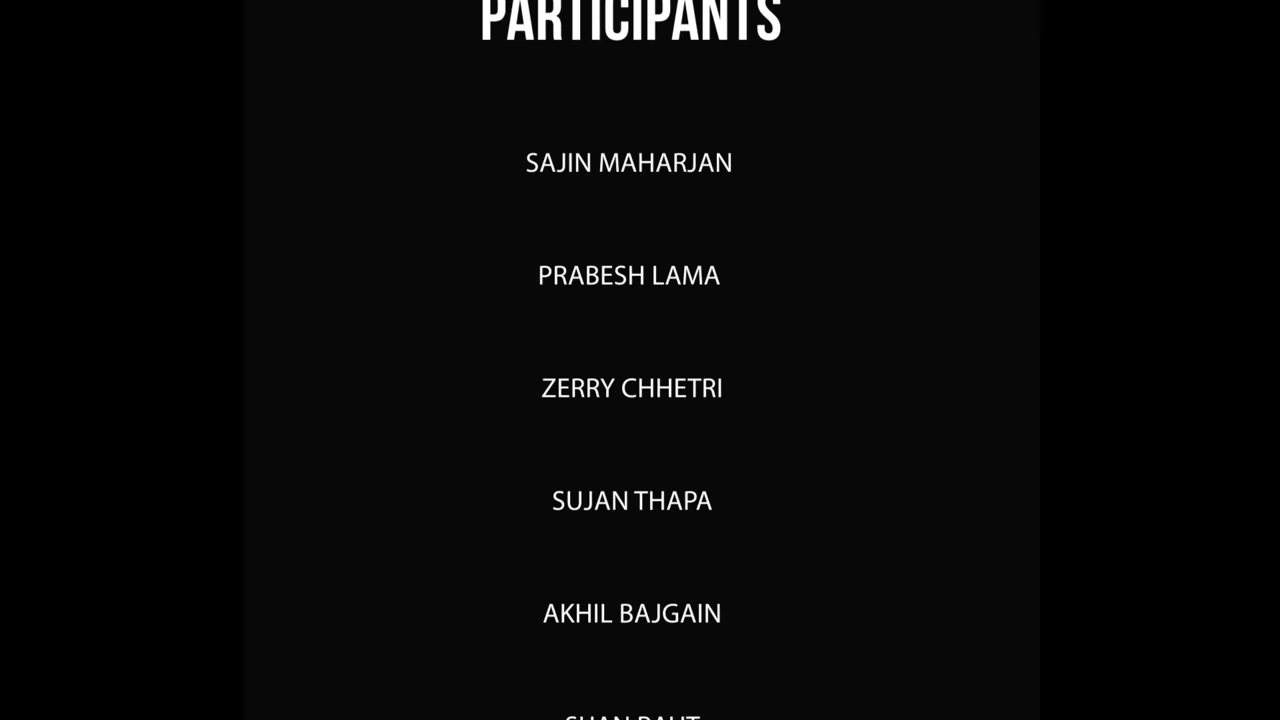 PARTICIPANTS
SAJIN MAHARJAN
PRABESH LAMA
ZERRY CHHETRI
SUJAN THAPA
AKHIL BAJGAIN